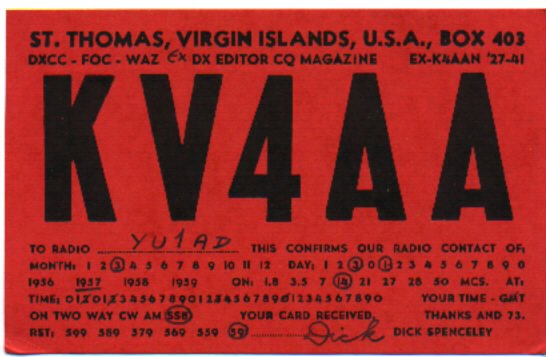 ST. THOMAS, VIRGIN ISLANDS, U.S.A., BOX 403
DXCC - FOC - WAZ Ex DX EDITOR CQ MAGAZINE EX-K4AAN '27-41
KV4AA
TO RADIO YU1AD THIS CONFIRMS OUR RADIO CONTACT OF;
MONTH; 1 2 3 4 5 6 7 8 9 10 11 12 DAY; 1 2 3 0 1 2 3 4 5 6 7 8 9 0
1956 1957 1958 1959 ON: 1.8 3.5 7 14 21 27 28 50 MCS. AT:
TIME; 0 1 2 0 1 2 3 4 5 6 7 8 9 0 1 2 3 4 5 6 7 8 9 0 1 2 3 4 5 6 7 8 9 0 YOUR TIME - GMT
ON TWO WAY CW AM SSB YOUR CARD RECEIVED. THANKS AND 73.
RST; 599 589 579 569 559 59 Dick DICK SPENCELEY